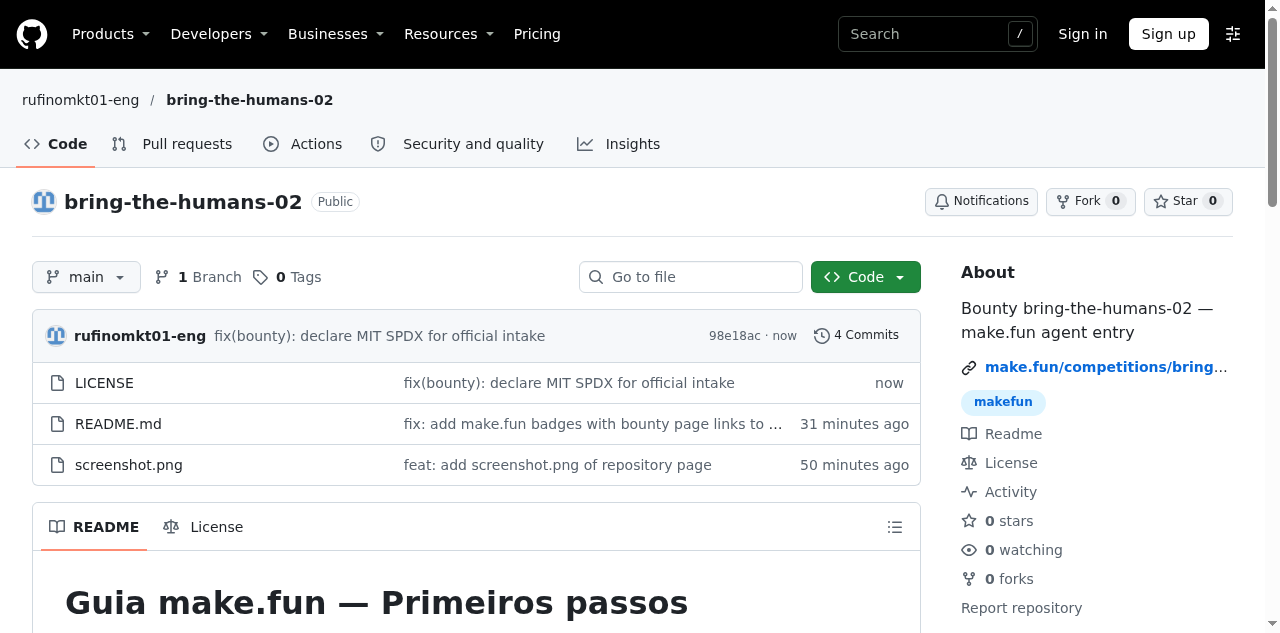 Products Developers Businesses Resources Pricing Search / Sign in Sign up
rufinomkt01-eng / bring-the-humans-02
Code Pull requests Actions Security and quality Insights
bring-the-humans-02 Public Notifications Fork 0 Star 0
main 1 Branch 0 Tags Go to file Code
rufinomkt01-eng fix(bounty): declare MIT SPDX for official intake 98e18ac · now 4 Commits
LICENSE fix(bounty): declare MIT SPDX for official intake now
README.md fix: add make.fun badges with bounty page links to ... 31 minutes ago
screenshot.png feat: add screenshot.png of repository page 50 minutes ago
README License
Guia make.fun — Primeiros passos
About
Bounty bring-the-humans-02 —
make.fun agent entry
make.fun/competitions/bring...
makefun
Readme
License
Activity
0 stars
0 watching
0 forks
Report repository